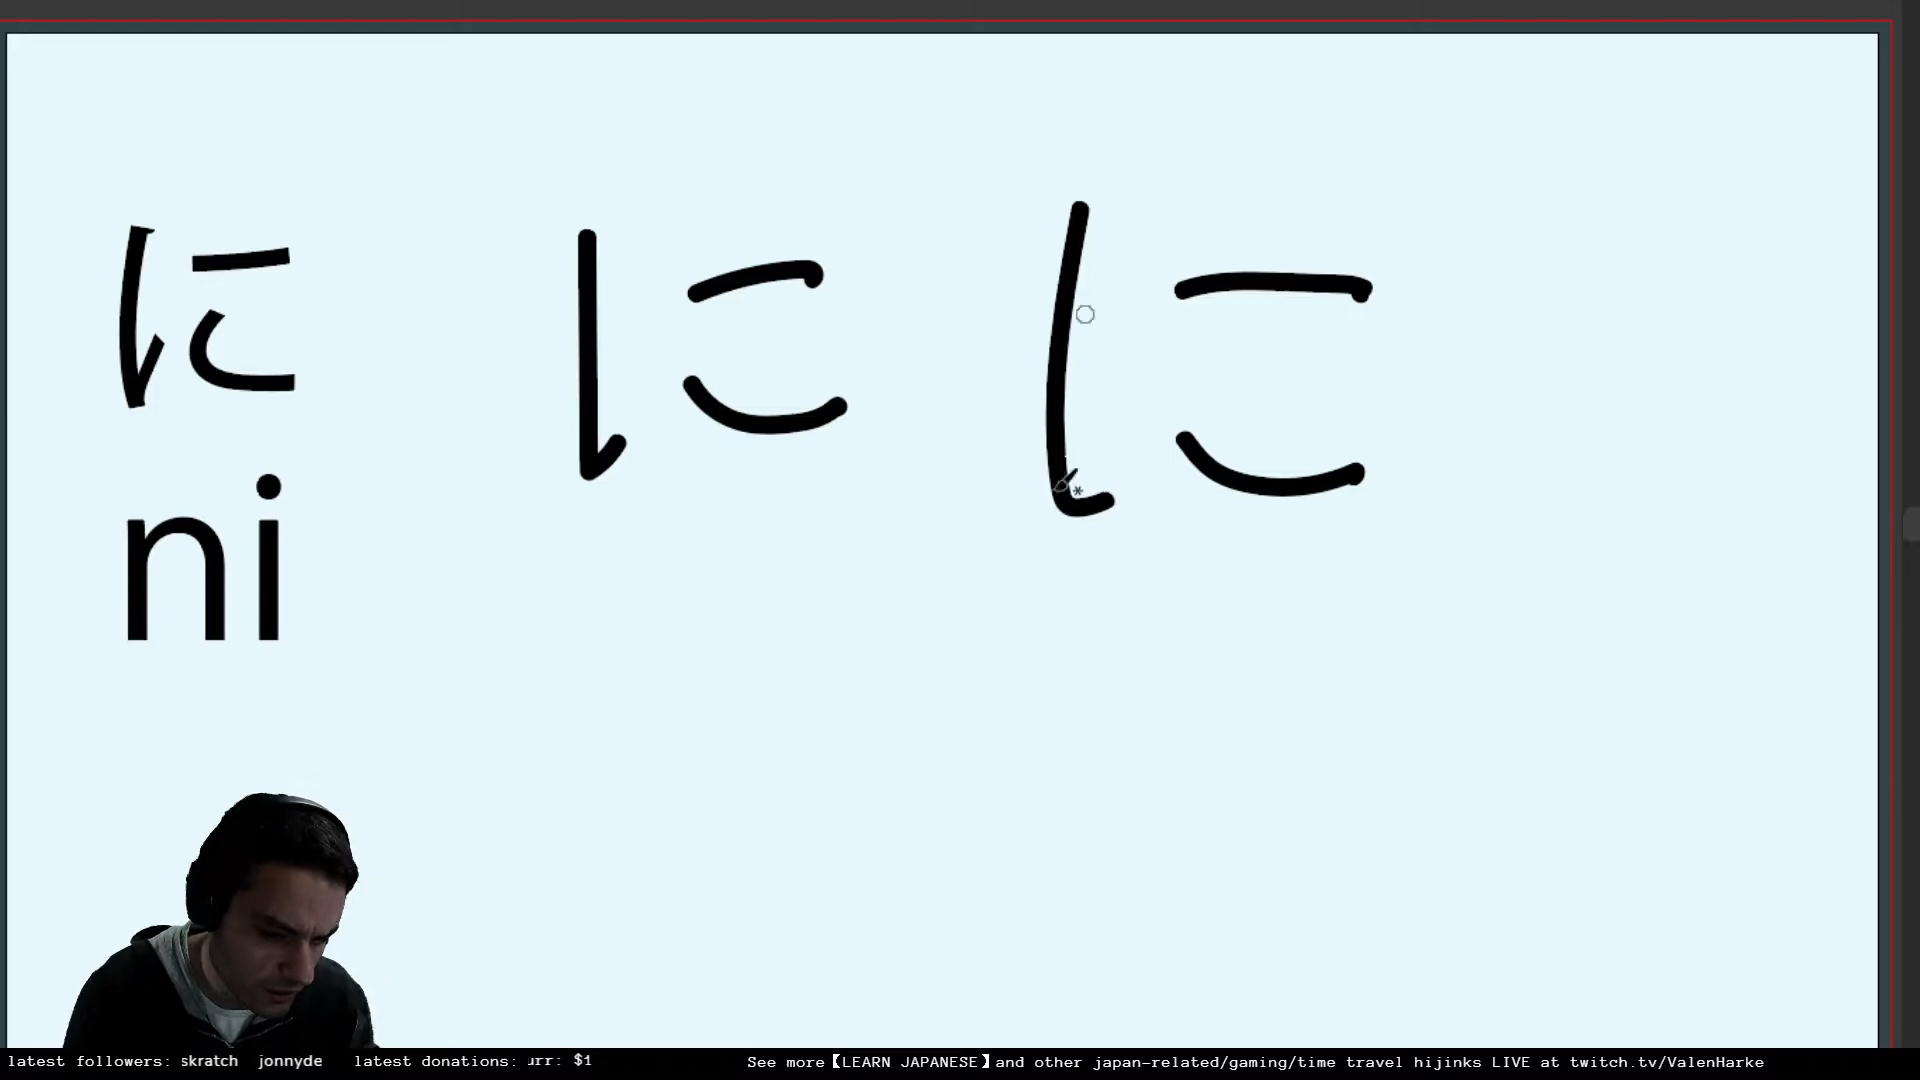 に に に
ni
latest followers: skratch jonnyde latest donations: urr: $1 See more【LEARN JAPANESE】and other japan-related/gaming/time travel hijinks LIVE at twitch.tv/ValenHarke